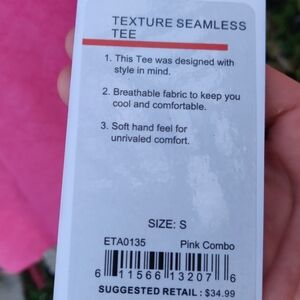 TEXTURE SEAMLESS
TEE
1. This Tee was designed with
style in mind.
2. Breathable fabric to keep you
cool and comfortable.
3. Soft hand feel for
unrivaled comfort.
SIZE: S
ETA0135 Pink Combo
6 11566 13207 6
SUGGESTED RETAIL : $34.99